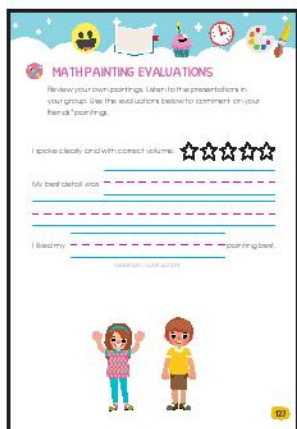 MATH PAINTING EVALUATIONS
Review your own paintings. Listen to the presentations in
your group. Use the evaluations below to comment on your
friends' paintings.
I spoke clearly and with correct volume.
My best detail was
I liked my painting best.
127